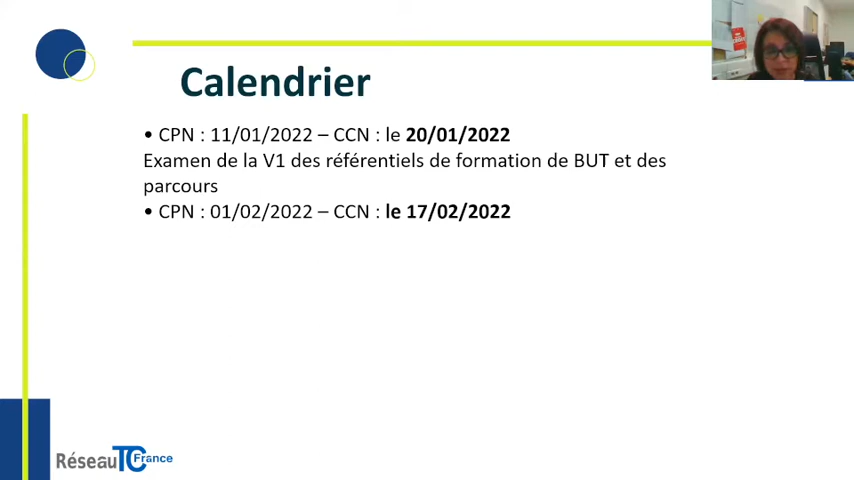 Calendrier
• CPN : 11/01/2022 – CCN : le 20/01/2022
Examen de la V1 des référentiels de formation de BUT et des
parcours
• CPN : 01/02/2022 – CCN : le 17/02/2022
Réseau TC France